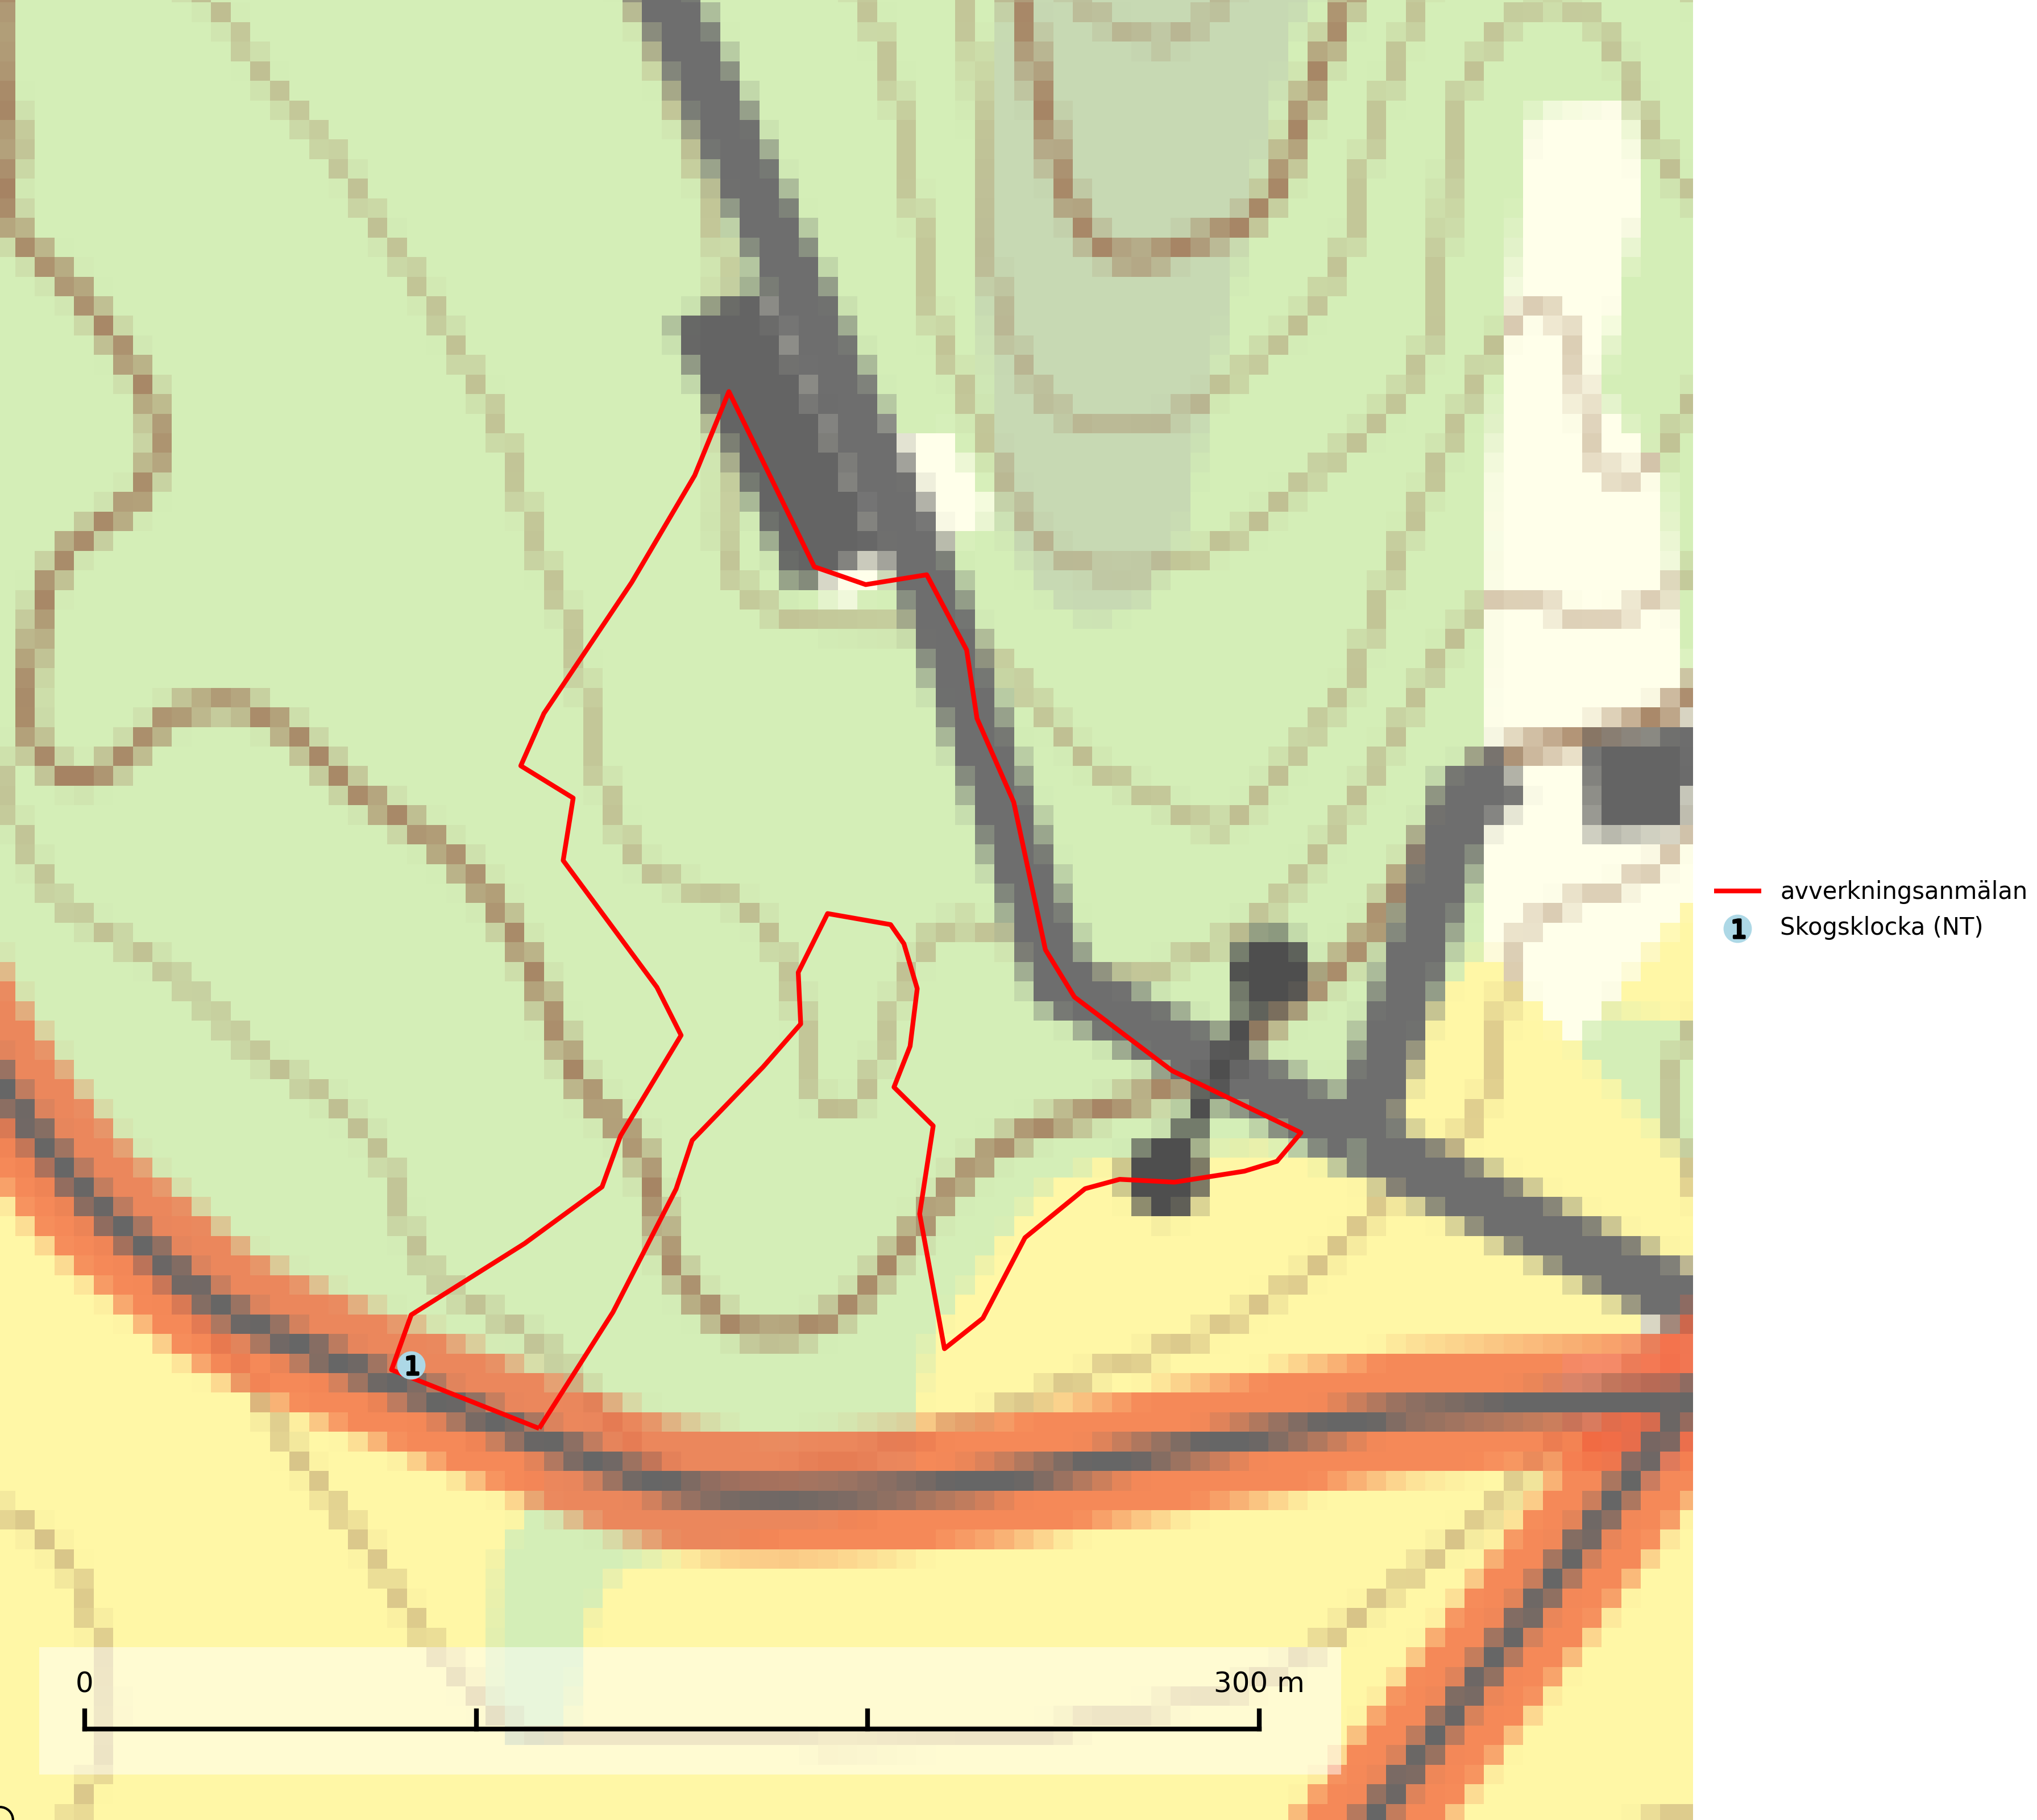 avverkningsanmälan
1 Skogsklocka (NT)
1
0 300 m